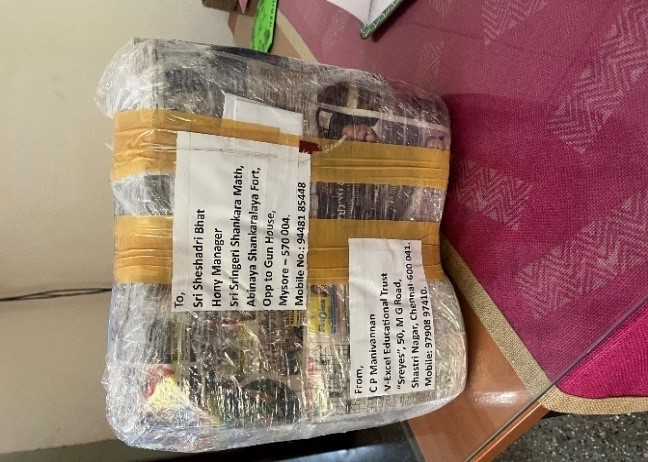 To,
Sri Sheshadri Bhat
Hony Manager
Sri Sringeri Shankara Math,
Abinaya Shankaralaya Fort,
Opp to Gun House,
Mysore – 570 004.
Mobile No.: 94481 85448
From,
C P Manivannan
V-Excel Educational Trust
"Sreyes", 50, M G Road,
Shastri Nagar, Chennai-600 041.
Mobile: 97908 97410.